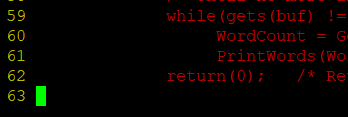 59 while(gets(buf) !=
60 WordCount = G
61 PrintWords(Wo
62 return(0); /* Re
63